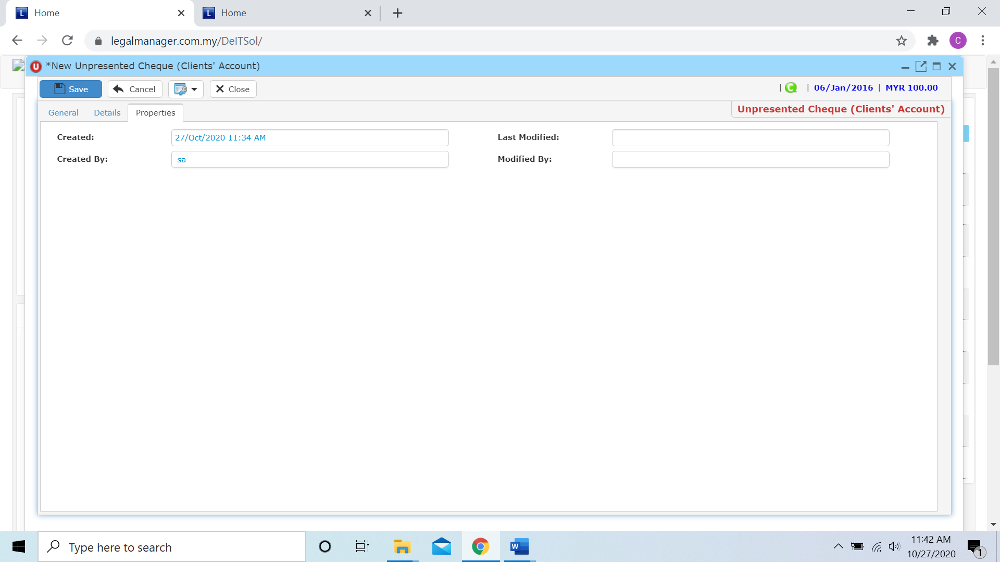 Home
Home
legalmanager.com.my/DeITSol/
C
*New Unpresented Cheque (Clients' Account)
Save
Cancel
Close
| C | 06/Jan/2016 | MYR 100.00
General
Details
Properties
Unpresented Cheque (Clients' Account)
Created:
27/Oct/2020 11:34 AM
Last Modified:
Created By:
sa
Modified By:
Type here to search
11:42 AM
10/27/2020
1